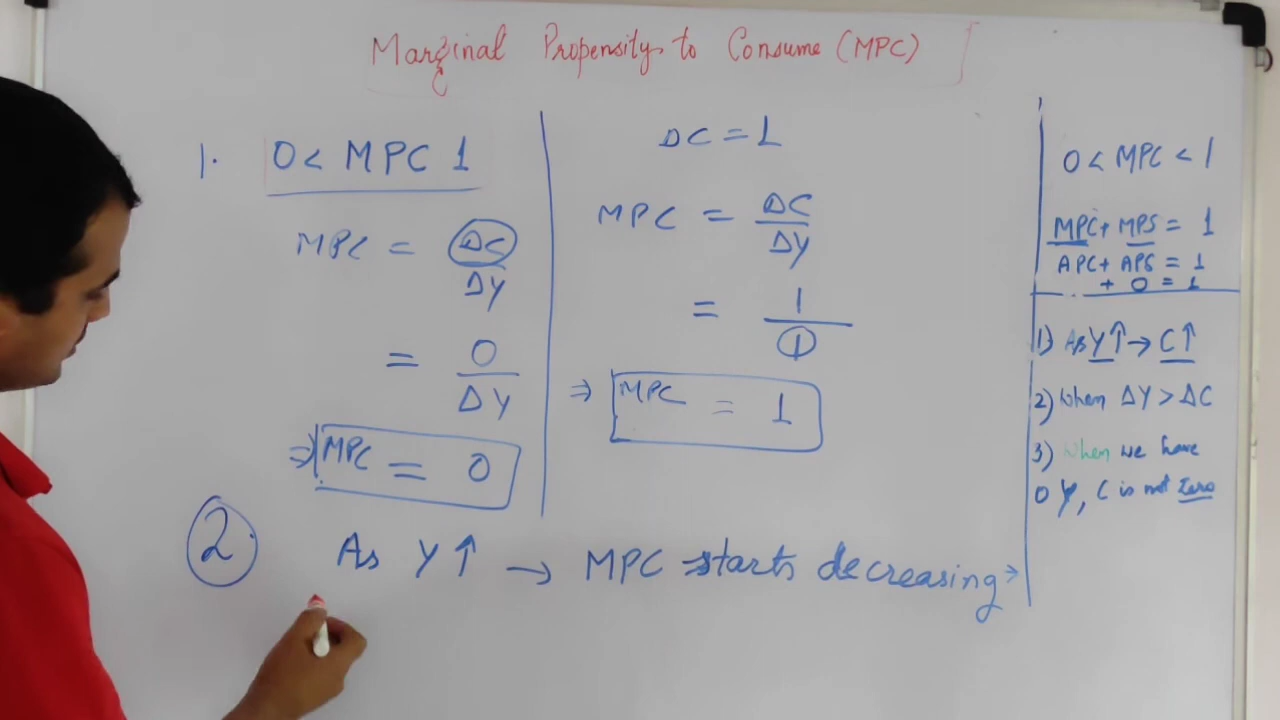 Marginal Propensity to Consume (MPC)
1. 0 < MPC 1
MPC = ΔC
ΔY
= 0
ΔY
⇒ MPC = 0
ΔC = 1
MPC = ΔC
ΔY
= 1
1
⇒ MPC = 1
2. As Y↑ → MPC starts decreasing
0 < MPC < 1
MPC + MPS = 1
APC + APS = 1
+ 0 = 1
1) As Y↑ → C↑
2) When ΔY > ΔC
3) When we have
0 Y, C is not Zero